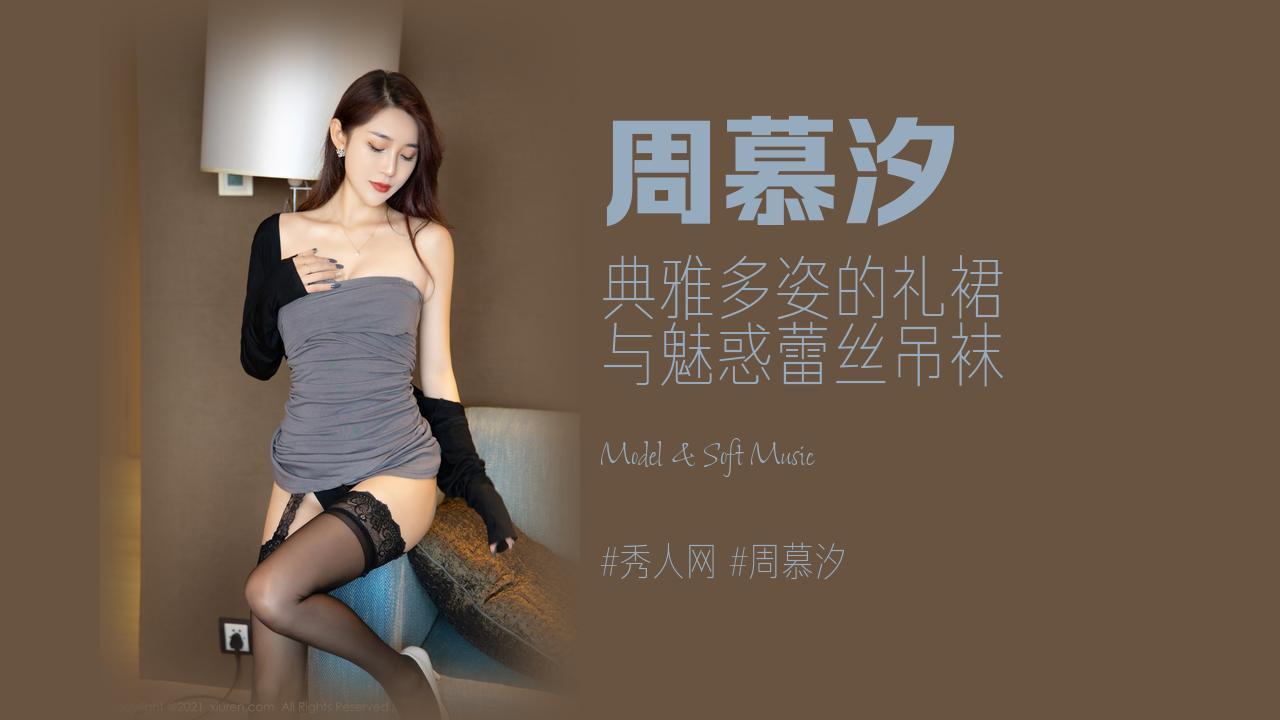 周慕汐
典雅多姿的礼裙
与魅惑蕾丝吊袜
Model & Soft Music
#秀人网 #周慕汐
©2021 xiuren.com All Rights Reserved